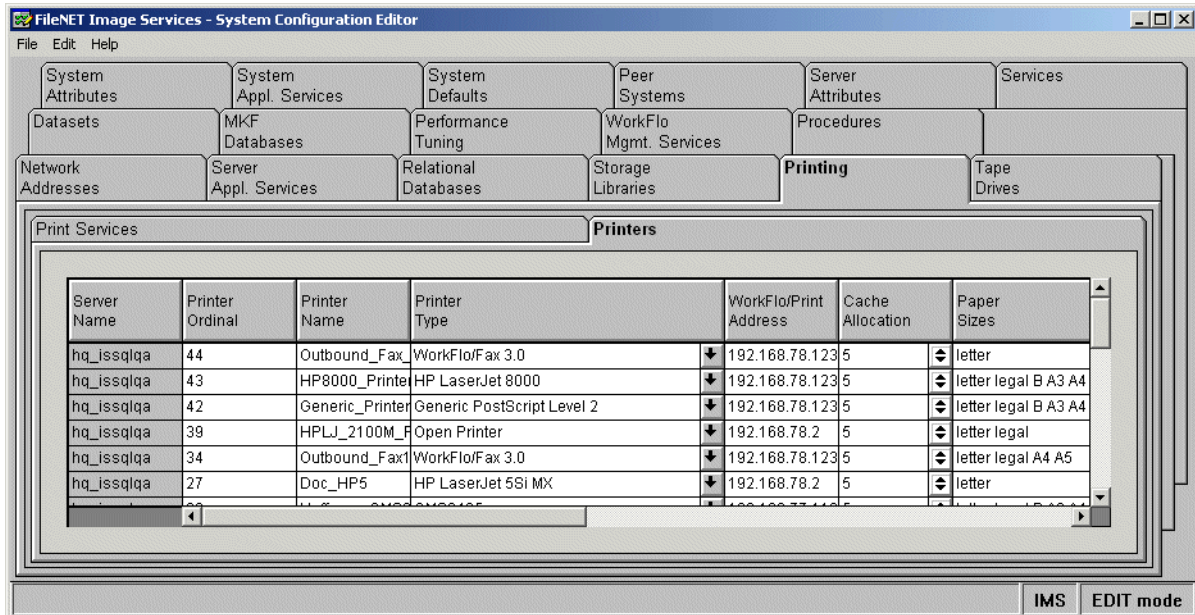 FileNET Image Services - System Configuration Editor
File Edit Help
System Attributes
System Appl. Services
System Defaults
Peer Systems
Server Attributes
Services
Datasets
MKF Databases
Performance Tuning
WorkFlo Mgmt. Services
Procedures
Network Addresses
Server Appl. Services
Relational Databases
Storage Libraries
Printing
Tape Drives
Print Services
Printers
Server Name Printer Ordinal Printer Name Printer Type WorkFlo/Print Address Cache Allocation Paper Sizes
hq_issqlqa 44 Outbound_Fax_ WorkFlo/Fax 3.0 192.168.78.123 5 letter
hq_issqlqa 43 HP8000_Printer HP LaserJet 8000 192.168.78.123 5 letter legal B A3 A4
hq_issqlqa 42 Generic_Printer Generic PostScript Level 2 192.168.78.123 5 letter legal B A3 A4
hq_issqlqa 39 HPLJ_2100M_ Open Printer 192.168.78.2 5 letter legal
hq_issqlqa 34 Outbound_Fax1 WorkFlo/Fax 3.0 192.168.78.123 5 letter legal A4 A5
hq_issqlqa 27 Doc_HP5 HP LaserJet 5Si MX 192.168.78.2 5 letter
IMS EDIT mode